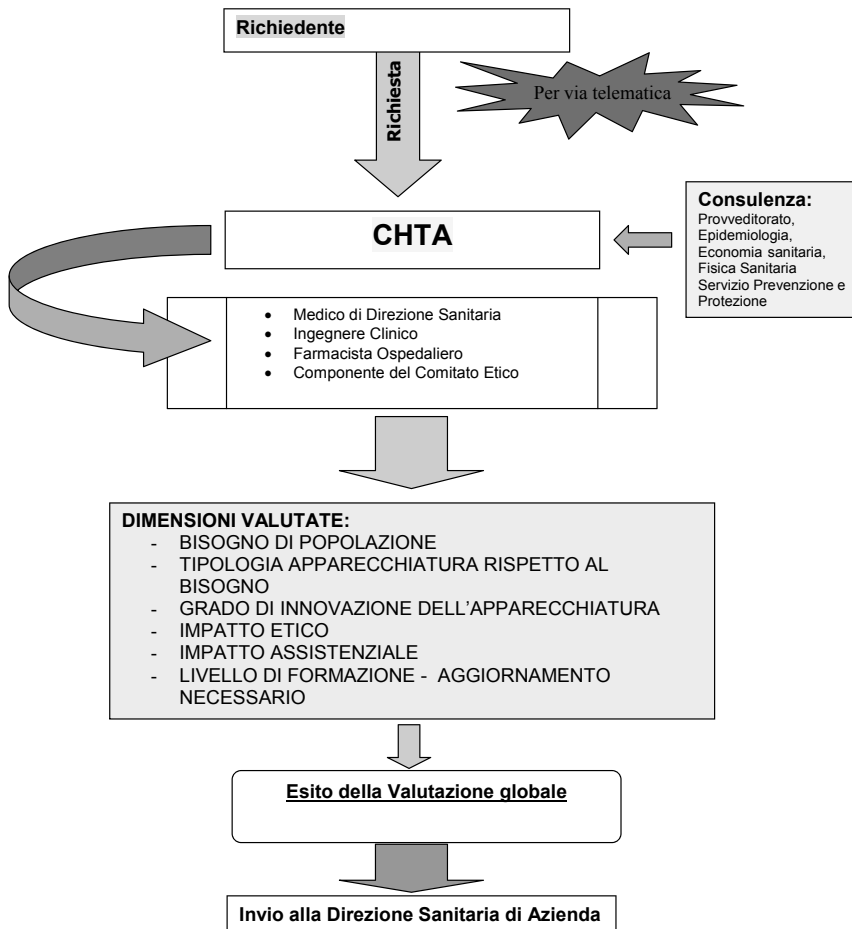 Richiedente
Richiesta
Per via telematica
CHTA
Consulenza:
Provveditorato,
Epidemiologia,
Economia sanitaria,
Fisica Sanitaria
Servizio Prevenzione e
Protezione
• Medico di Direzione Sanitaria
• Ingegnere Clinico
• Farmacista Ospedaliero
• Componente del Comitato Etico
DIMENSIONI VALUTATE:
- BISOGNO DI POPOLAZIONE
- TIPOLOGIA APPARECCHIATURA RISPETTO AL
BISOGNO
- GRADO DI INNOVAZIONE DELL’APPARECCHIATURA
- IMPATTO ETICO
- IMPATTO ASSISTENZIALE
- LIVELLO DI FORMAZIONE - AGGIORNAMENTO
NECESSARIO
Esito della Valutazione globale
Invio alla Direzione Sanitaria di Azienda